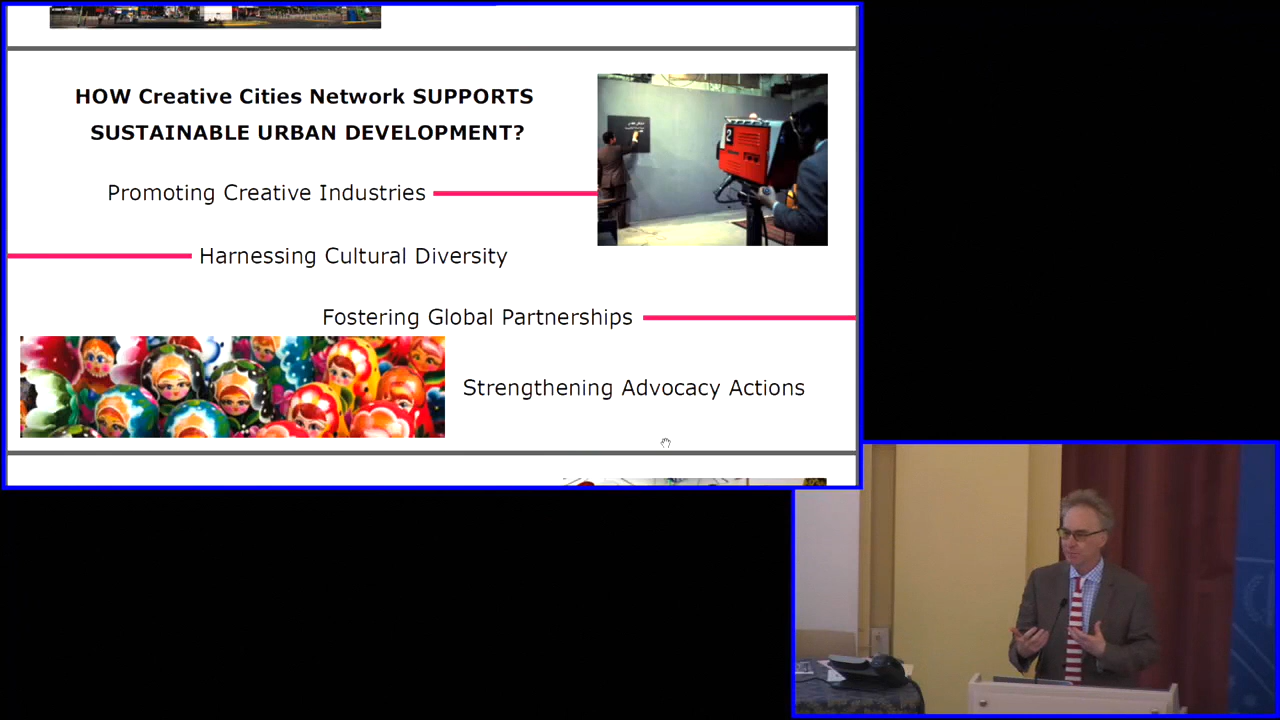 HOW Creative Cities Network SUPPORTS
SUSTAINABLE URBAN DEVELOPMENT?
Promoting Creative Industries
Harnessing Cultural Diversity
Fostering Global Partnerships
Strengthening Advocacy Actions
2